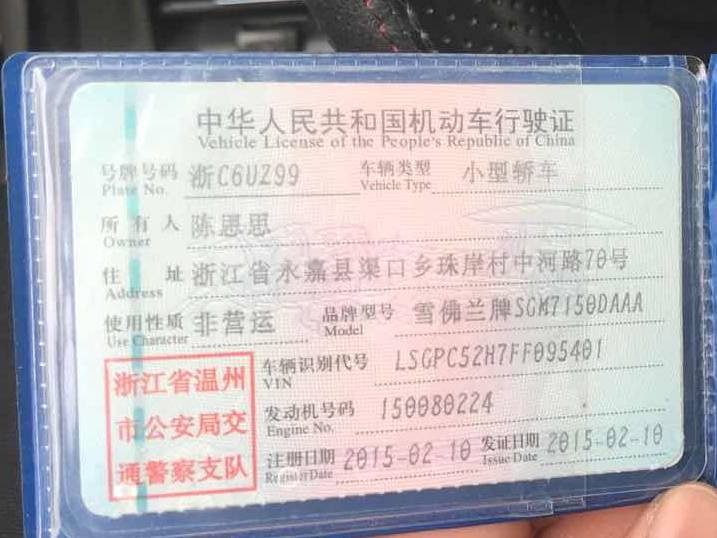 中华人民共和国机动车行驶证
Vehicle License of the People's Republic of China
号牌号码 浙C6UZ99 车辆类型 小型轿车
Plate No. Vehicle Type
所有人 陈恩思
Owner
住址 浙江省永嘉县渠口乡珠岸村中河路70号
Address
使用性质 非营运 品牌型号 雪佛兰牌SGM7150DAAA
Use Character Model
车辆识别代号 LSGPC52H7FF095401
VIN
发动机号码 150080224
Engine No.
注册日期 2015-02-10 发证日期 2015-02-10
Register Date Issue Date
浙江省温州
市公安局交
通警察支队